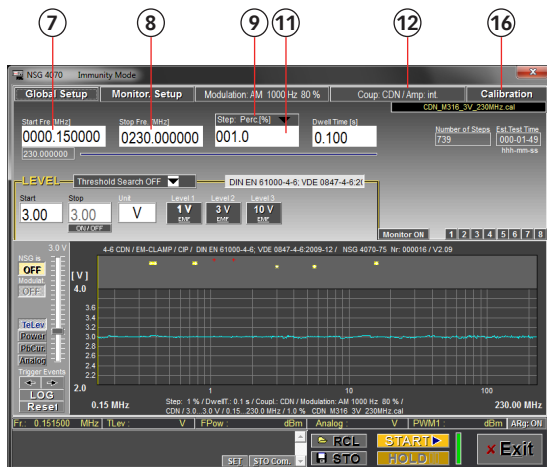 7 8 9 11 12 16
NSG 4070 Immunity Mode
Global Setup Monitor. Setup Modulation: AM 1000 Hz 80 % Coup: CDN / Amp: int. Calibration
CDN_M316_3V_230MHz.cal
Start Fre.[MHz] Stop Fre. [MHz] Step: Perc.[%] Dwell Time [s]
0000.150000 0230.000000 001.0 0.100
Number of Steps Est.Test Time
739 000-01-49
hhh-mm-ss
230.000000
LEVEL Threshold Search OFF DIN EN 61000-4-6; VDE 0847-4-6:20
Start Stop Unit Level 1 Level 2 Level 3
3.00 3.00 V 1 V 3 V 10 V
EMF EMF EMF
ON / OFF
Monitor ON 1 2 3 4 5 6 7 8
3.0 V 4-6 CDN / EM-CLAMP / CIP / DIN EN 61000-4-6; VDE 0847-4-6:2009-12 / NSG 4070-75 Nr: 000016 / V2.09
NSG is
OFF
Modulat.
OFF
[ V ]
4.0
3.6
3.4
3.2
3.0
2.8
2.6
2.4
2.2
2.0
TeLev
Power
PbCur.
Analog
Trigger Events
LOG
Reset
1 10 100
0.15 MHz Step: 1 % / DwellT.: 0.1 s / Coupl.: CDN / Modulation: AM 1000 Hz 80 % / 230.00 MHz
CDN / 3.0...3.0 V / 0.15...230.0 MHz / 1.0 % CDN_M316_3V_230MHz.cal
Fr.: 0.151500 MHz TLev : V FPow : dBm Analog : V PWM1 : dBm ARg: ON
RCL START
STO HOLD
Exit
SET STO Com.